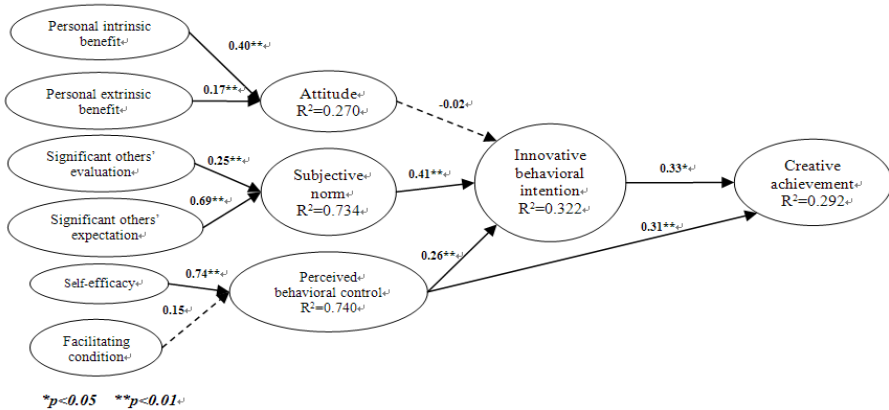 Personal intrinsic
benefit↵
0.40**↵
Personal extrinsic
benefit↵
0.17**↵
Attitude↵
R²=0.270↵
-0.02↵
Significant others'
evaluation↵
0.25**↵
Subjective
norm↵
R²=0.734↵
0.41**↵
Innovative
behavioral
intention↵
R²=0.322↵
0.33*↵
Creative
achievement↵
R²=0.292↵
Significant others'
expectation↵
0.69**↵
0.26**↵
0.31**↵
Self-efficacy↵
0.74**↵
Perceived↵
behavioral control↵
R²=0.740↵
0.15↵
Facilitating
condition↵
*p<0.05 **p<0.01↵